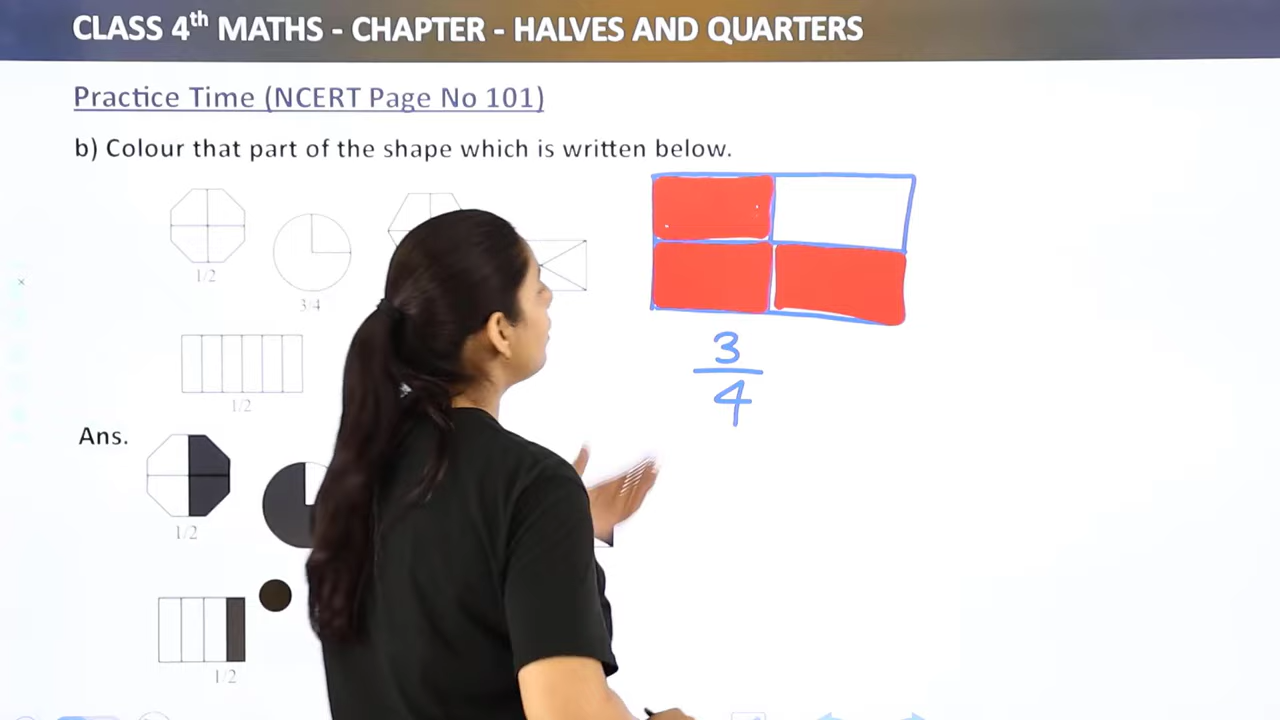 CLASS 4th MATHS - CHAPTER - HALVES AND QUARTERS
Practice Time (NCERT Page No 101)
b) Colour that part of the shape which is written below.
1/2
3/4
1/2
3
4
Ans.
1/2
1/2